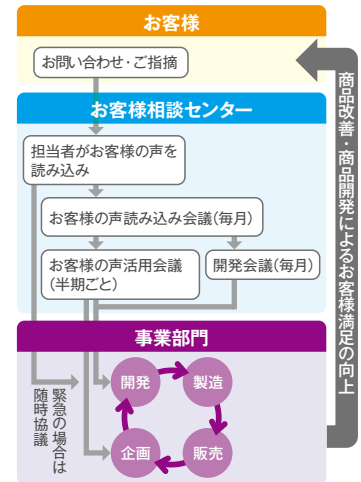 お客様
お問い合わせ・ご指摘
お客様相談センター
担当者がお客様の声を
読み込み
お客様の声読み込み会議(毎月)
お客様の声活用会議
(半期ごと)
開発会議(毎月)
事業部門
開発
製造
企画
販売
緊急の場合は
随時協議
商品改善・商品開発によるお客様満足の向上